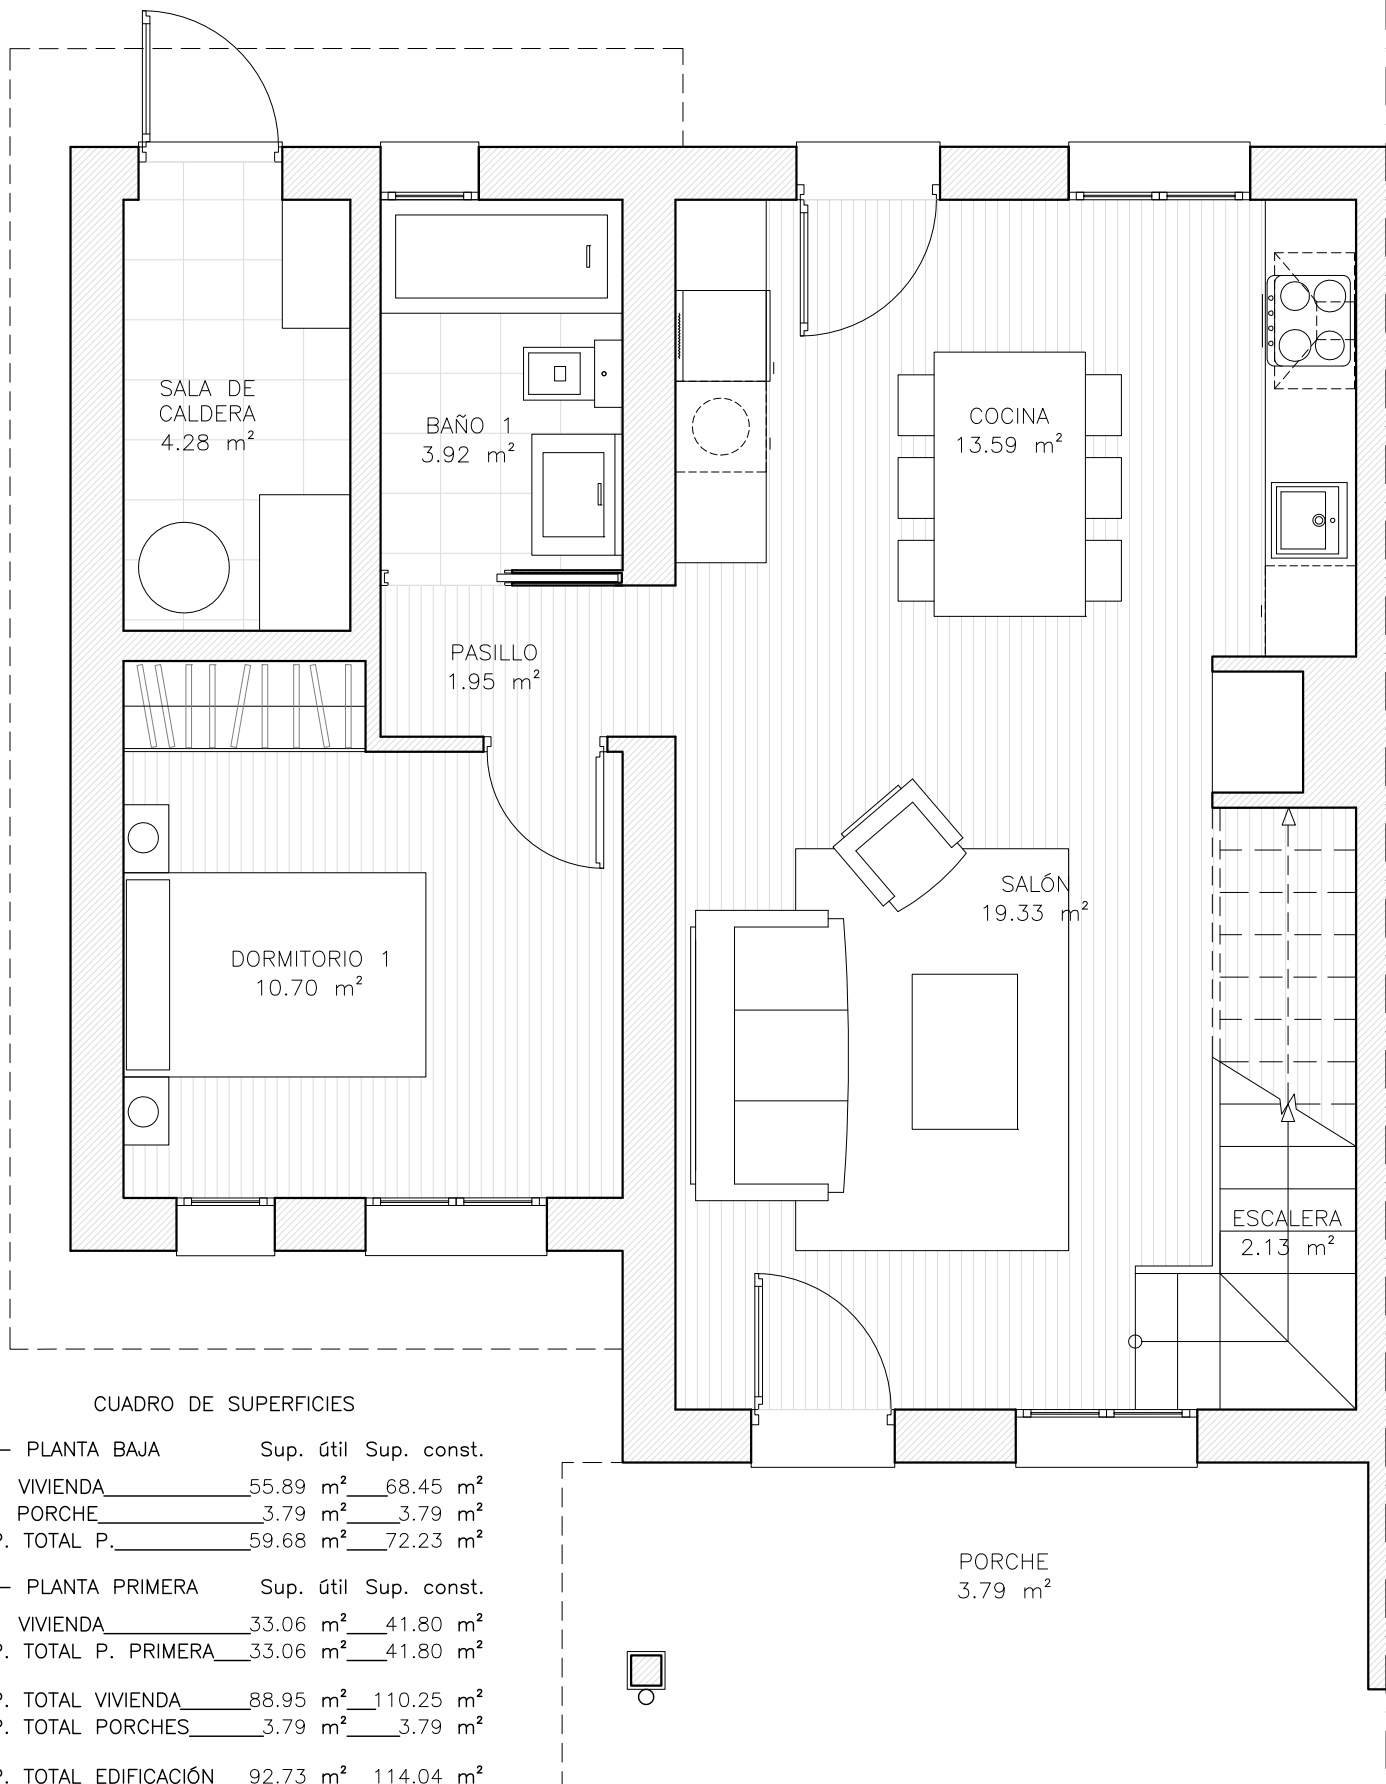 SALA DE
CALDERA
4.28 m²
BAÑO 1
3.92 m²
COCINA
13.59 m²
PASILLO
1.95 m²
SALÓN
19.33 m²
DORMITORIO 1
10.70 m²
ESCALERA
2.13 m²
CUADRO DE SUPERFICIES
– PLANTA BAJA Sup. útil Sup. const.
VIVIENDA 55.89 m² 68.45 m²
PORCHE 3.79 m² 3.79 m²
P. TOTAL P. 59.68 m² 72.23 m²
– PLANTA PRIMERA Sup. útil Sup. const.
VIVIENDA 33.06 m² 41.80 m²
P. TOTAL P. PRIMERA 33.06 m² 41.80 m²
P. TOTAL VIVIENDA 88.95 m² 110.25 m²
P. TOTAL PORCHES 3.79 m² 3.79 m²
P. TOTAL EDIFICACIÓN 92.73 m² 114.04 m²
PORCHE
3.79 m²